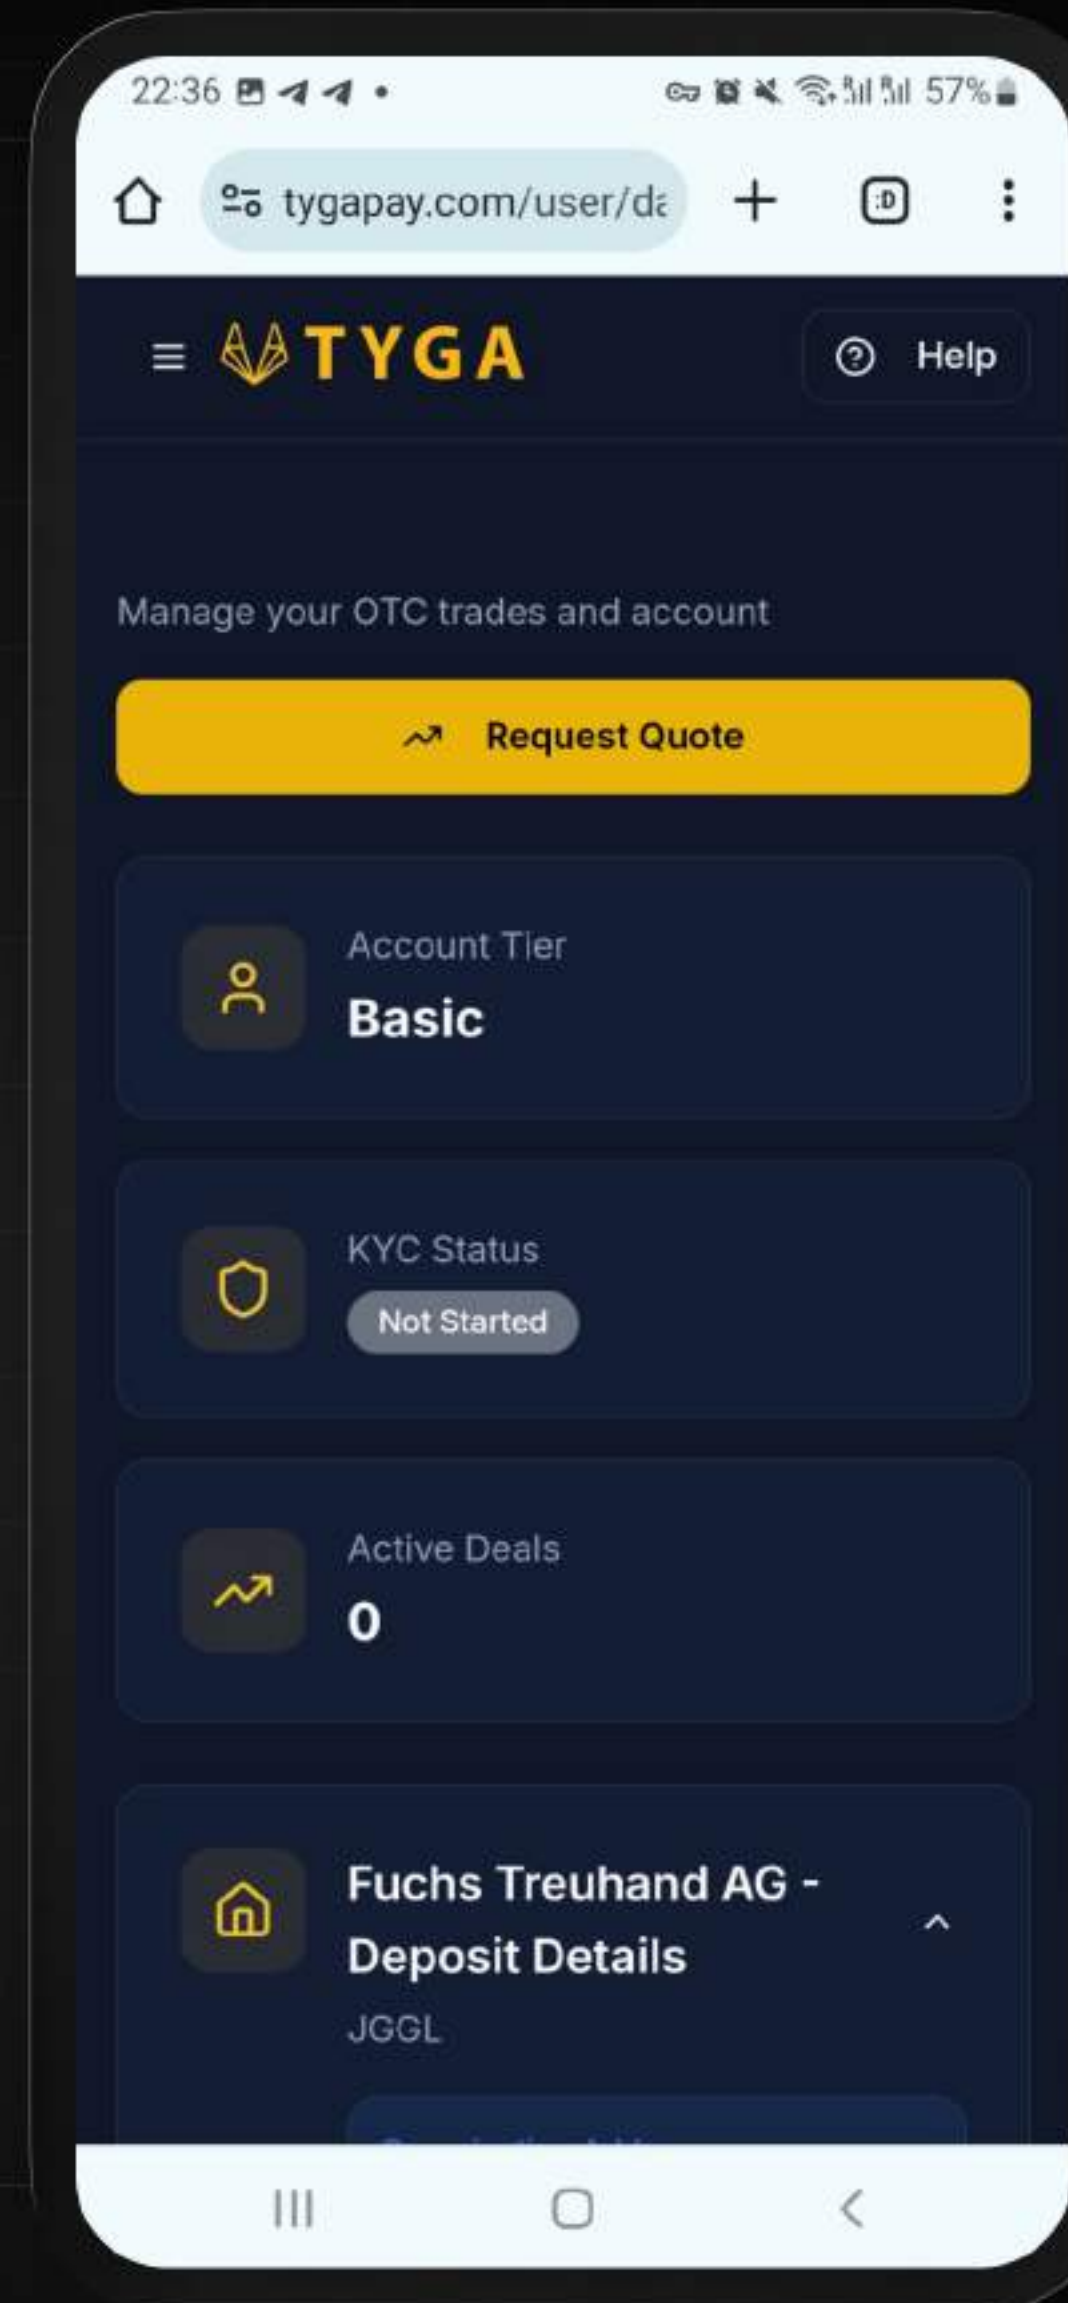 22:36
57%
tygapay.com/user/da
TYGA
Help
Manage your OTC trades and account
Request Quote
Account Tier
Basic
KYC Status
Not Started
Active Deals
0
Fuchs Treuhand AG -
Deposit Details
JGGL